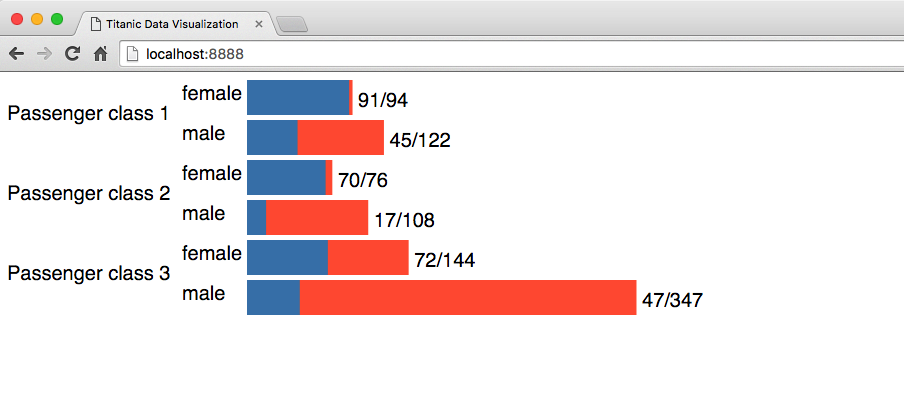 Titanic Data Visualization
localhost:8888
Passenger class 1
female 91/94
male 45/122
Passenger class 2
female 70/76
male 17/108
Passenger class 3
female 72/144
male 47/347